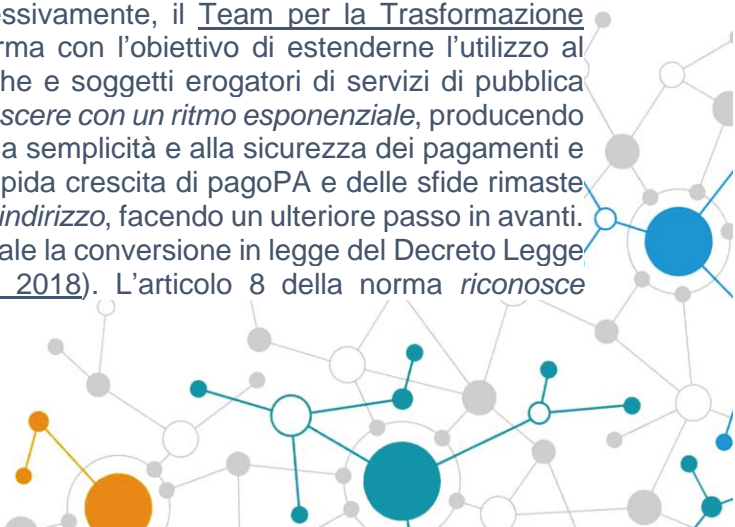 essivamente, il Team per la Trasformazione
rma con l'obiettivo di estenderne l'utilizzo al
he e soggetti erogatori di servizi di pubblica
scere con un ritmo esponenziale, producendo
a semplicità e alla sicurezza dei pagamenti e
pida crescita di pagoPA e delle sfide rimaste
indirizzo, facendo un ulteriore passo in avanti.
ale la conversione in legge del Decreto Legge
2018). L'articolo 8 della norma riconosce